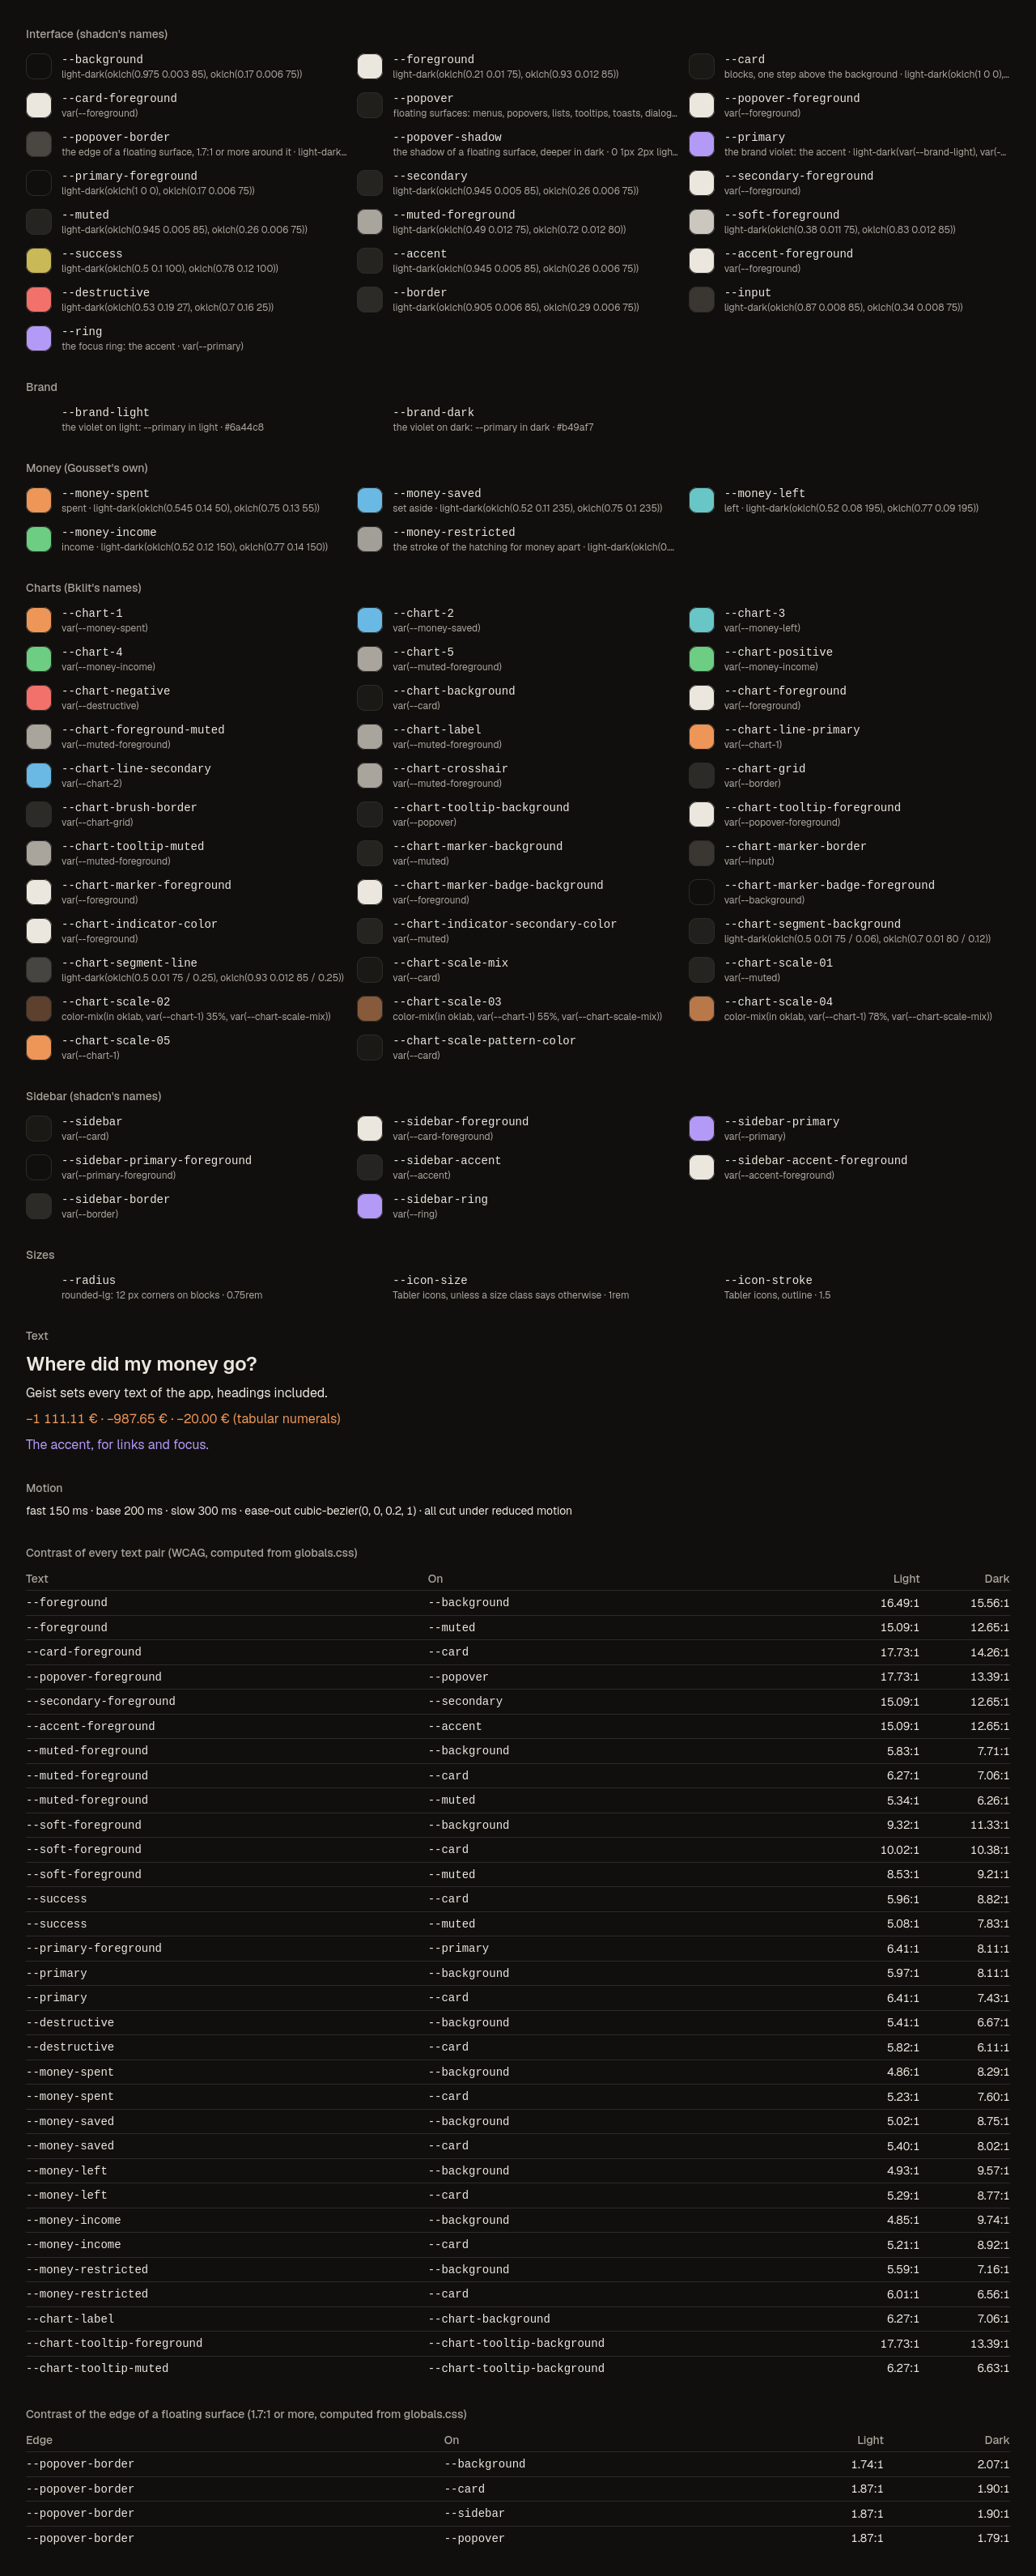 Interface (shadcn's names)
--background
light-dark(oklch(0.975 0.003 85), oklch(0.17 0.006 75))
--foreground
light-dark(oklch(0.21 0.01 75), oklch(0.93 0.012 85))
--card
blocks, one step above the background · light-dark(oklch(1 0 0),…
--card-foreground
var(--foreground)
--popover
floating surfaces: menus, popovers, lists, tooltips, toasts, dialog…
--popover-foreground
var(--foreground)
--popover-border
the edge of a floating surface, 1.7:1 or more around it · light-dark…
--popover-shadow
the shadow of a floating surface, deeper in dark · 0 1px 2px ligh…
--primary
the brand violet: the accent · light-dark(var(--brand-light), var(-…
--primary-foreground
light-dark(oklch(1 0 0), oklch(0.17 0.006 75))
--secondary
light-dark(oklch(0.945 0.005 85), oklch(0.26 0.006 75))
--secondary-foreground
var(--foreground)
--muted
light-dark(oklch(0.945 0.005 85), oklch(0.26 0.006 75))
--muted-foreground
light-dark(oklch(0.49 0.012 75), oklch(0.72 0.012 80))
--soft-foreground
light-dark(oklch(0.38 0.011 75), oklch(0.83 0.012 85))
--success
light-dark(oklch(0.5 0.1 100), oklch(0.78 0.12 100))
--accent
light-dark(oklch(0.945 0.005 85), oklch(0.26 0.006 75))
--accent-foreground
var(--foreground)
--destructive
light-dark(oklch(0.53 0.19 27), oklch(0.7 0.16 25))
--border
light-dark(oklch(0.905 0.006 85), oklch(0.29 0.006 75))
--input
light-dark(oklch(0.87 0.008 85), oklch(0.34 0.008 75))
--ring
the focus ring: the accent · var(--primary)
Brand
--brand-light
the violet on light: --primary in light · #6a44c8
--brand-dark
the violet on dark: --primary in dark · #b49af7
Money (Gousset's own)
--money-spent
spent · light-dark(oklch(0.545 0.14 50), oklch(0.75 0.13 55))
--money-saved
set aside · light-dark(oklch(0.52 0.11 235), oklch(0.75 0.1 235))
--money-left
left · light-dark(oklch(0.52 0.08 195), oklch(0.77 0.09 195))
--money-income
income · light-dark(oklch(0.52 0.12 150), oklch(0.77 0.14 150))
--money-restricted
the stroke of the hatching for money apart · light-dark(oklch(0.…
Charts (Bklit's names)
--chart-1
var(--money-spent)
--chart-2
var(--money-saved)
--chart-3
var(--money-left)
--chart-4
var(--money-income)
--chart-5
var(--muted-foreground)
--chart-positive
var(--money-income)
--chart-negative
var(--destructive)
--chart-background
var(--card)
--chart-foreground
var(--foreground)
--chart-foreground-muted
var(--muted-foreground)
--chart-label
var(--muted-foreground)
--chart-line-primary
var(--chart-1)
--chart-line-secondary
var(--chart-2)
--chart-crosshair
var(--muted-foreground)
--chart-grid
var(--border)
--chart-brush-border
var(--chart-grid)
--chart-tooltip-background
var(--popover)
--chart-tooltip-foreground
var(--popover-foreground)
--chart-tooltip-muted
var(--muted-foreground)
--chart-marker-background
var(--muted)
--chart-marker-border
var(--input)
--chart-marker-foreground
var(--foreground)
--chart-marker-badge-background
var(--foreground)
--chart-marker-badge-foreground
var(--background)
--chart-indicator-color
var(--foreground)
--chart-indicator-secondary-color
var(--muted)
--chart-segment-background
light-dark(oklch(0.5 0.01 75 / 0.06), oklch(0.7 0.01 80 / 0.12))
--chart-segment-line
light-dark(oklch(0.5 0.01 75 / 0.25), oklch(0.93 0.012 85 / 0.25))
--chart-scale-mix
var(--card)
--chart-scale-01
var(--muted)
--chart-scale-02
color-mix(in oklab, var(--chart-1) 35%, var(--chart-scale-mix))
--chart-scale-03
color-mix(in oklab, var(--chart-1) 55%, var(--chart-scale-mix))
--chart-scale-04
color-mix(in oklab, var(--chart-1) 78%, var(--chart-scale-mix))
--chart-scale-05
var(--chart-1)
--chart-scale-pattern-color
var(--card)
Sidebar (shadcn's names)
--sidebar
var(--card)
--sidebar-foreground
var(--card-foreground)
--sidebar-primary
var(--primary)
--sidebar-primary-foreground
var(--primary-foreground)
--sidebar-accent
var(--accent)
--sidebar-accent-foreground
var(--accent-foreground)
--sidebar-border
var(--border)
--sidebar-ring
var(--ring)
Sizes
--radius
rounded-lg: 12 px corners on blocks · 0.75rem
--icon-size
Tabler icons, unless a size class says otherwise · 1rem
--icon-stroke
Tabler icons, outline · 1.5
Text
Where did my money go?
Geist sets every text of the app, headings included.
−1 111.11 € · −987.65 € · −20.00 € (tabular numerals)
The accent, for links and focus.
Motion
fast 150 ms · base 200 ms · slow 300 ms · ease-out cubic-bezier(0, 0, 0.2, 1) · all cut under reduced motion
Contrast of every text pair (WCAG, computed from globals.css)
Text On Light Dark
--foreground --background 16.49:1 15.56:1
--foreground --muted 15.09:1 12.65:1
--card-foreground --card 17.73:1 14.26:1
--popover-foreground --popover 17.73:1 13.39:1
--secondary-foreground --secondary 15.09:1 12.65:1
--accent-foreground --accent 15.09:1 12.65:1
--muted-foreground --background 5.83:1 7.71:1
--muted-foreground --card 6.27:1 7.06:1
--muted-foreground --muted 5.34:1 6.26:1
--soft-foreground --background 9.32:1 11.33:1
--soft-foreground --card 10.02:1 10.38:1
--soft-foreground --muted 8.53:1 9.21:1
--success --card 5.96:1 8.82:1
--success --muted 5.08:1 7.83:1
--primary-foreground --primary 6.41:1 8.11:1
--primary --background 5.97:1 8.11:1
--primary --card 6.41:1 7.43:1
--destructive --background 5.41:1 6.67:1
--destructive --card 5.82:1 6.11:1
--money-spent --background 4.86:1 8.29:1
--money-spent --card 5.23:1 7.60:1
--money-saved --background 5.02:1 8.75:1
--money-saved --card 5.40:1 8.02:1
--money-left --background 4.93:1 9.57:1
--money-left --card 5.29:1 8.77:1
--money-income --background 4.85:1 9.74:1
--money-income --card 5.21:1 8.92:1
--money-restricted --background 5.59:1 7.16:1
--money-restricted --card 6.01:1 6.56:1
--chart-label --chart-background 6.27:1 7.06:1
--chart-tooltip-foreground --chart-tooltip-background 17.73:1 13.39:1
--chart-tooltip-muted --chart-tooltip-background 6.27:1 6.63:1
Contrast of the edge of a floating surface (1.7:1 or more, computed from globals.css)
Edge On Light Dark
--popover-border --background 1.74:1 2.07:1
--popover-border --card 1.87:1 1.90:1
--popover-border --sidebar 1.87:1 1.90:1
--popover-border --popover 1.87:1 1.79:1